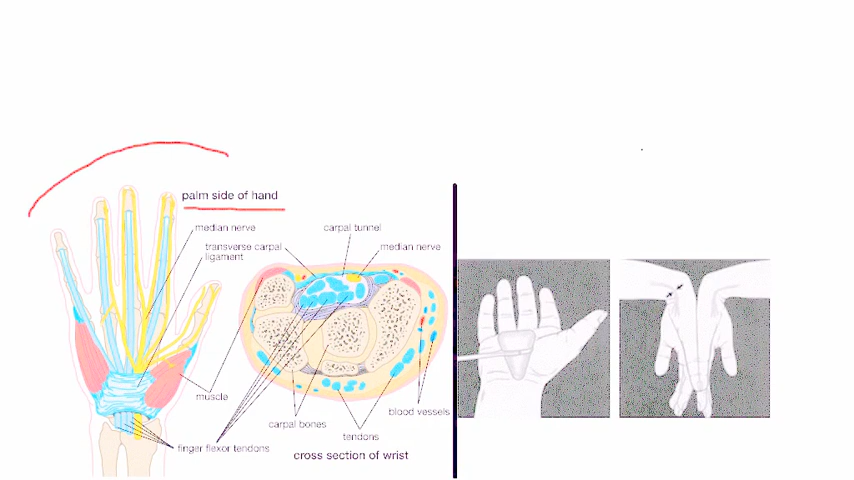 palm side of hand
median nerve
transverse carpal
ligament
carpal tunnel
median nerve
muscle
finger flexor tendons
carpal bones
tendons
blood vessels
cross section of wrist